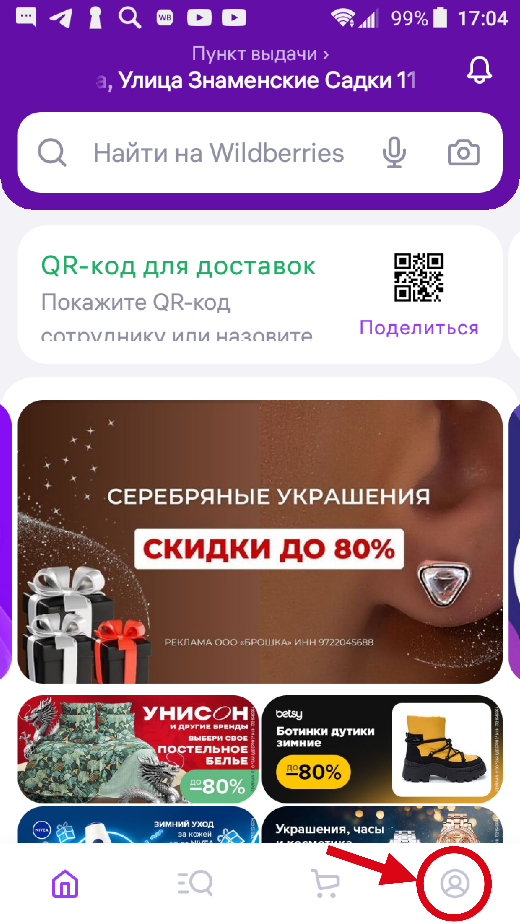 99% 17:04
Пункт выдачи ›
а, Улица Знаменские Садки 11
WB
Найти на Wildberries
QR-код для доставок
Покажите QR-код
сотруднику или назовите
Поделиться
СЕРЕБРЯНЫЕ УКРАШЕНИЯ
СКИДКИ ДО 80%
РЕКЛАМА ООО «БРОШКА» ИНН 9722045688
УНИСОН
И ДРУГИЕ БРЕНДЫ
ВЫБЕРИ СВОЕ
ПОСТЕЛЬНОЕ
БЕЛЬЕ
ДО −80%
betsy
Ботинки дутики
зимние
ДО −80%
NIVEA
ЗИМНИЙ УХОД
за кожей
Украшения, часы
и косметика